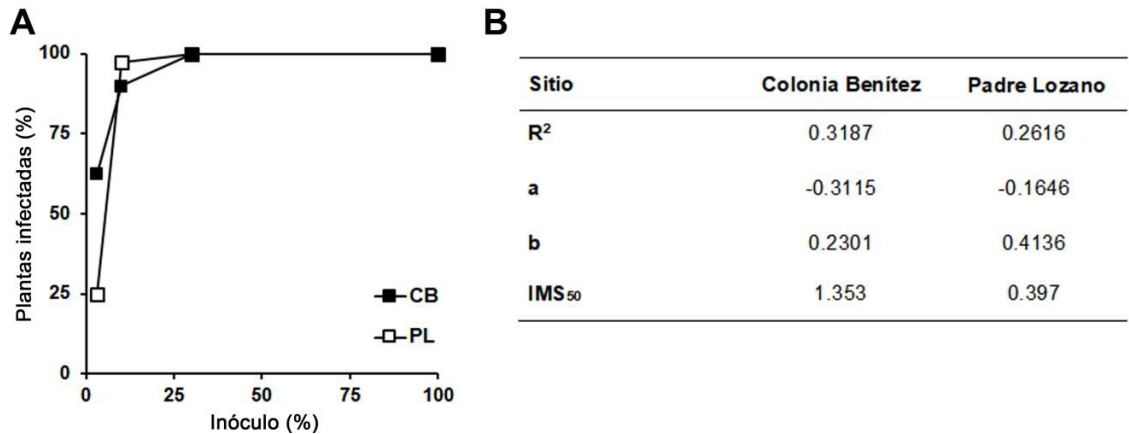 A
Plantas infectadas (%)
100
75
50
25
0
CB
PL
0 25 50 75 100
Inóculo (%)
B
Sitio Colonia Benítez Padre Lozano
R² 0.3187 0.2616
a -0.3115 -0.1646
b 0.2301 0.4136
IMS₅₀ 1.353 0.397